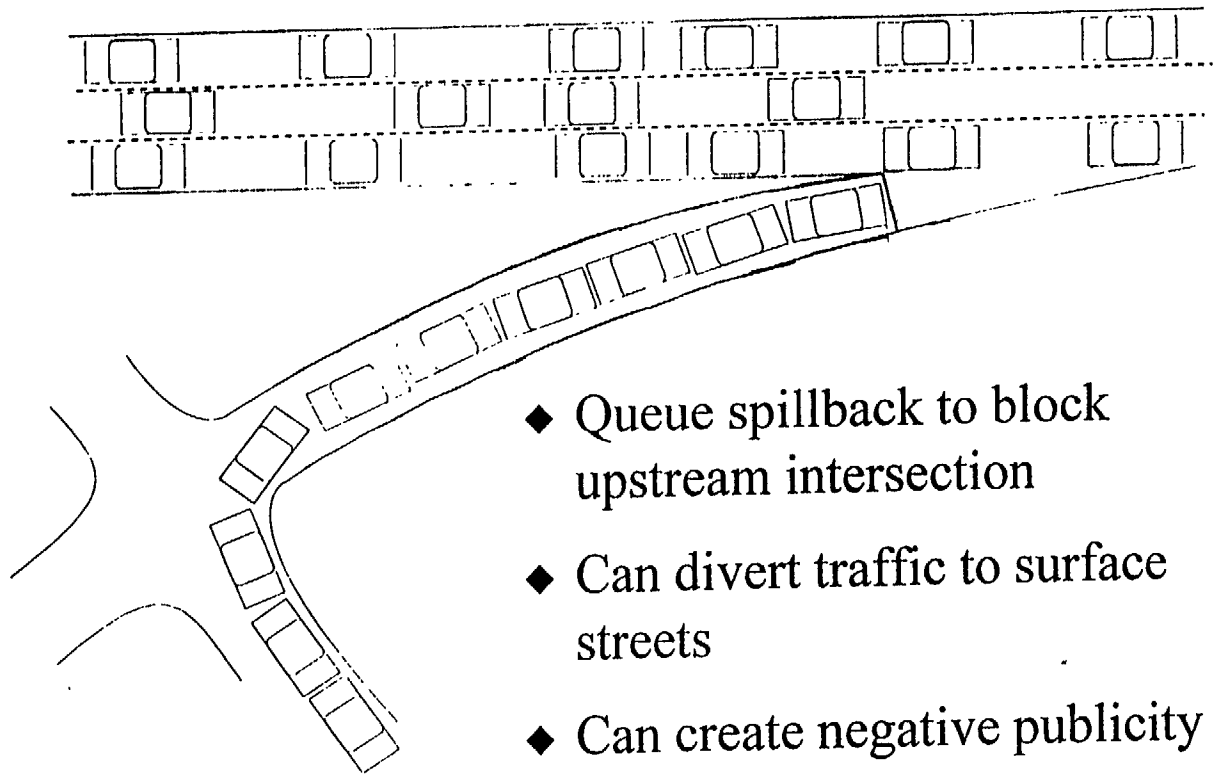 ◆ Queue spillback to block
upstream intersection
◆ Can divert traffic to surface
streets
◆ Can create negative publicity